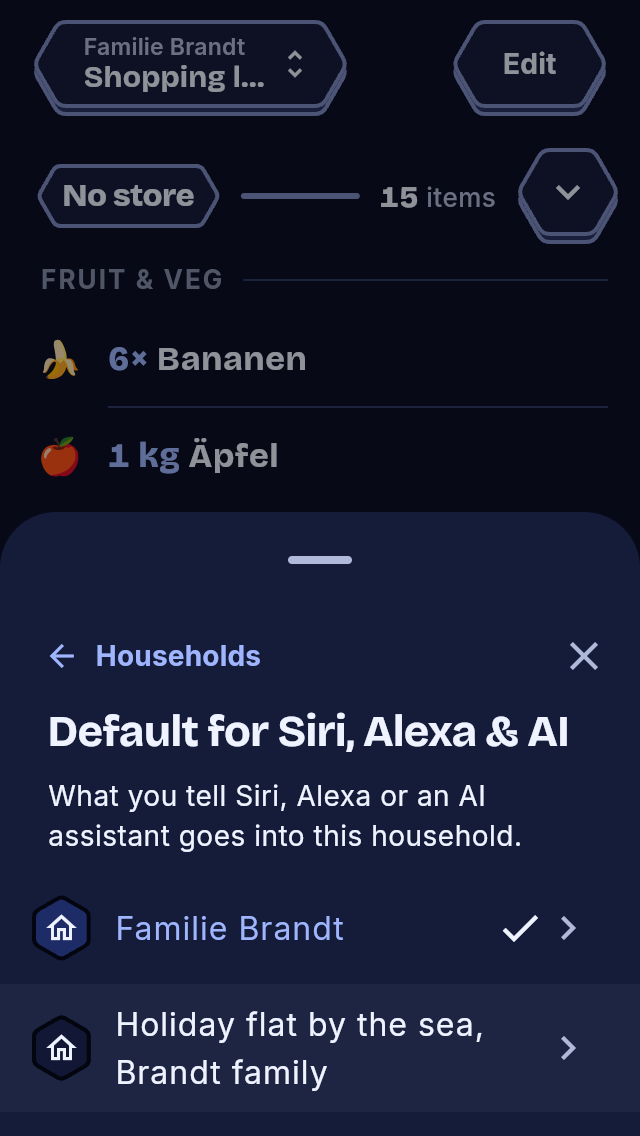 Familie Brandt
Shopping l...
Edit
No store
15 items
FRUIT & VEG
6× Bananen
1 kg Äpfel
Households
Default for Siri, Alexa & AI
What you tell Siri, Alexa or an AI
assistant goes into this household.
Familie Brandt
Holiday flat by the sea,
Brandt family